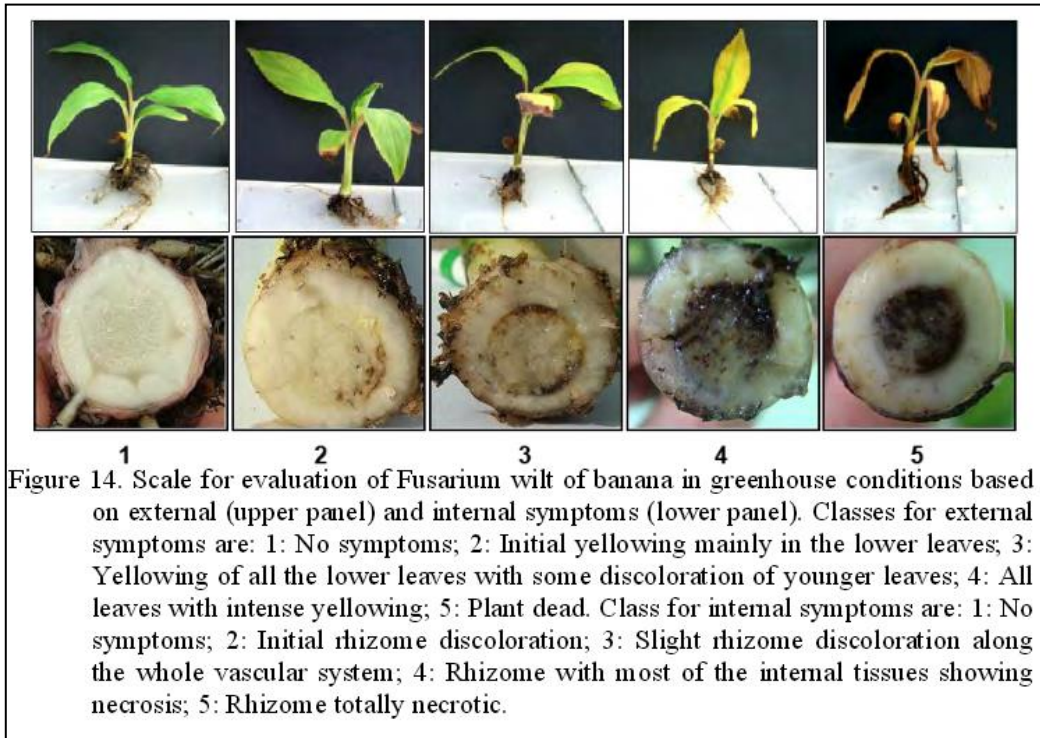 1 2 3 4 5
Figure 14. Scale for evaluation of Fusarium wilt of banana in greenhouse conditions based
on external (upper panel) and internal symptoms (lower panel). Classes for external
symptoms are: 1: No symptoms; 2: Initial yellowing mainly in the lower leaves; 3:
Yellowing of all the lower leaves with some discoloration of younger leaves; 4: All
leaves with intense yellowing; 5: Plant dead. Class for internal symptoms are: 1: No
symptoms; 2: Initial rhizome discoloration; 3: Slight rhizome discoloration along
the whole vascular system; 4: Rhizome with most of the internal tissues showing
necrosis; 5: Rhizome totally necrotic.